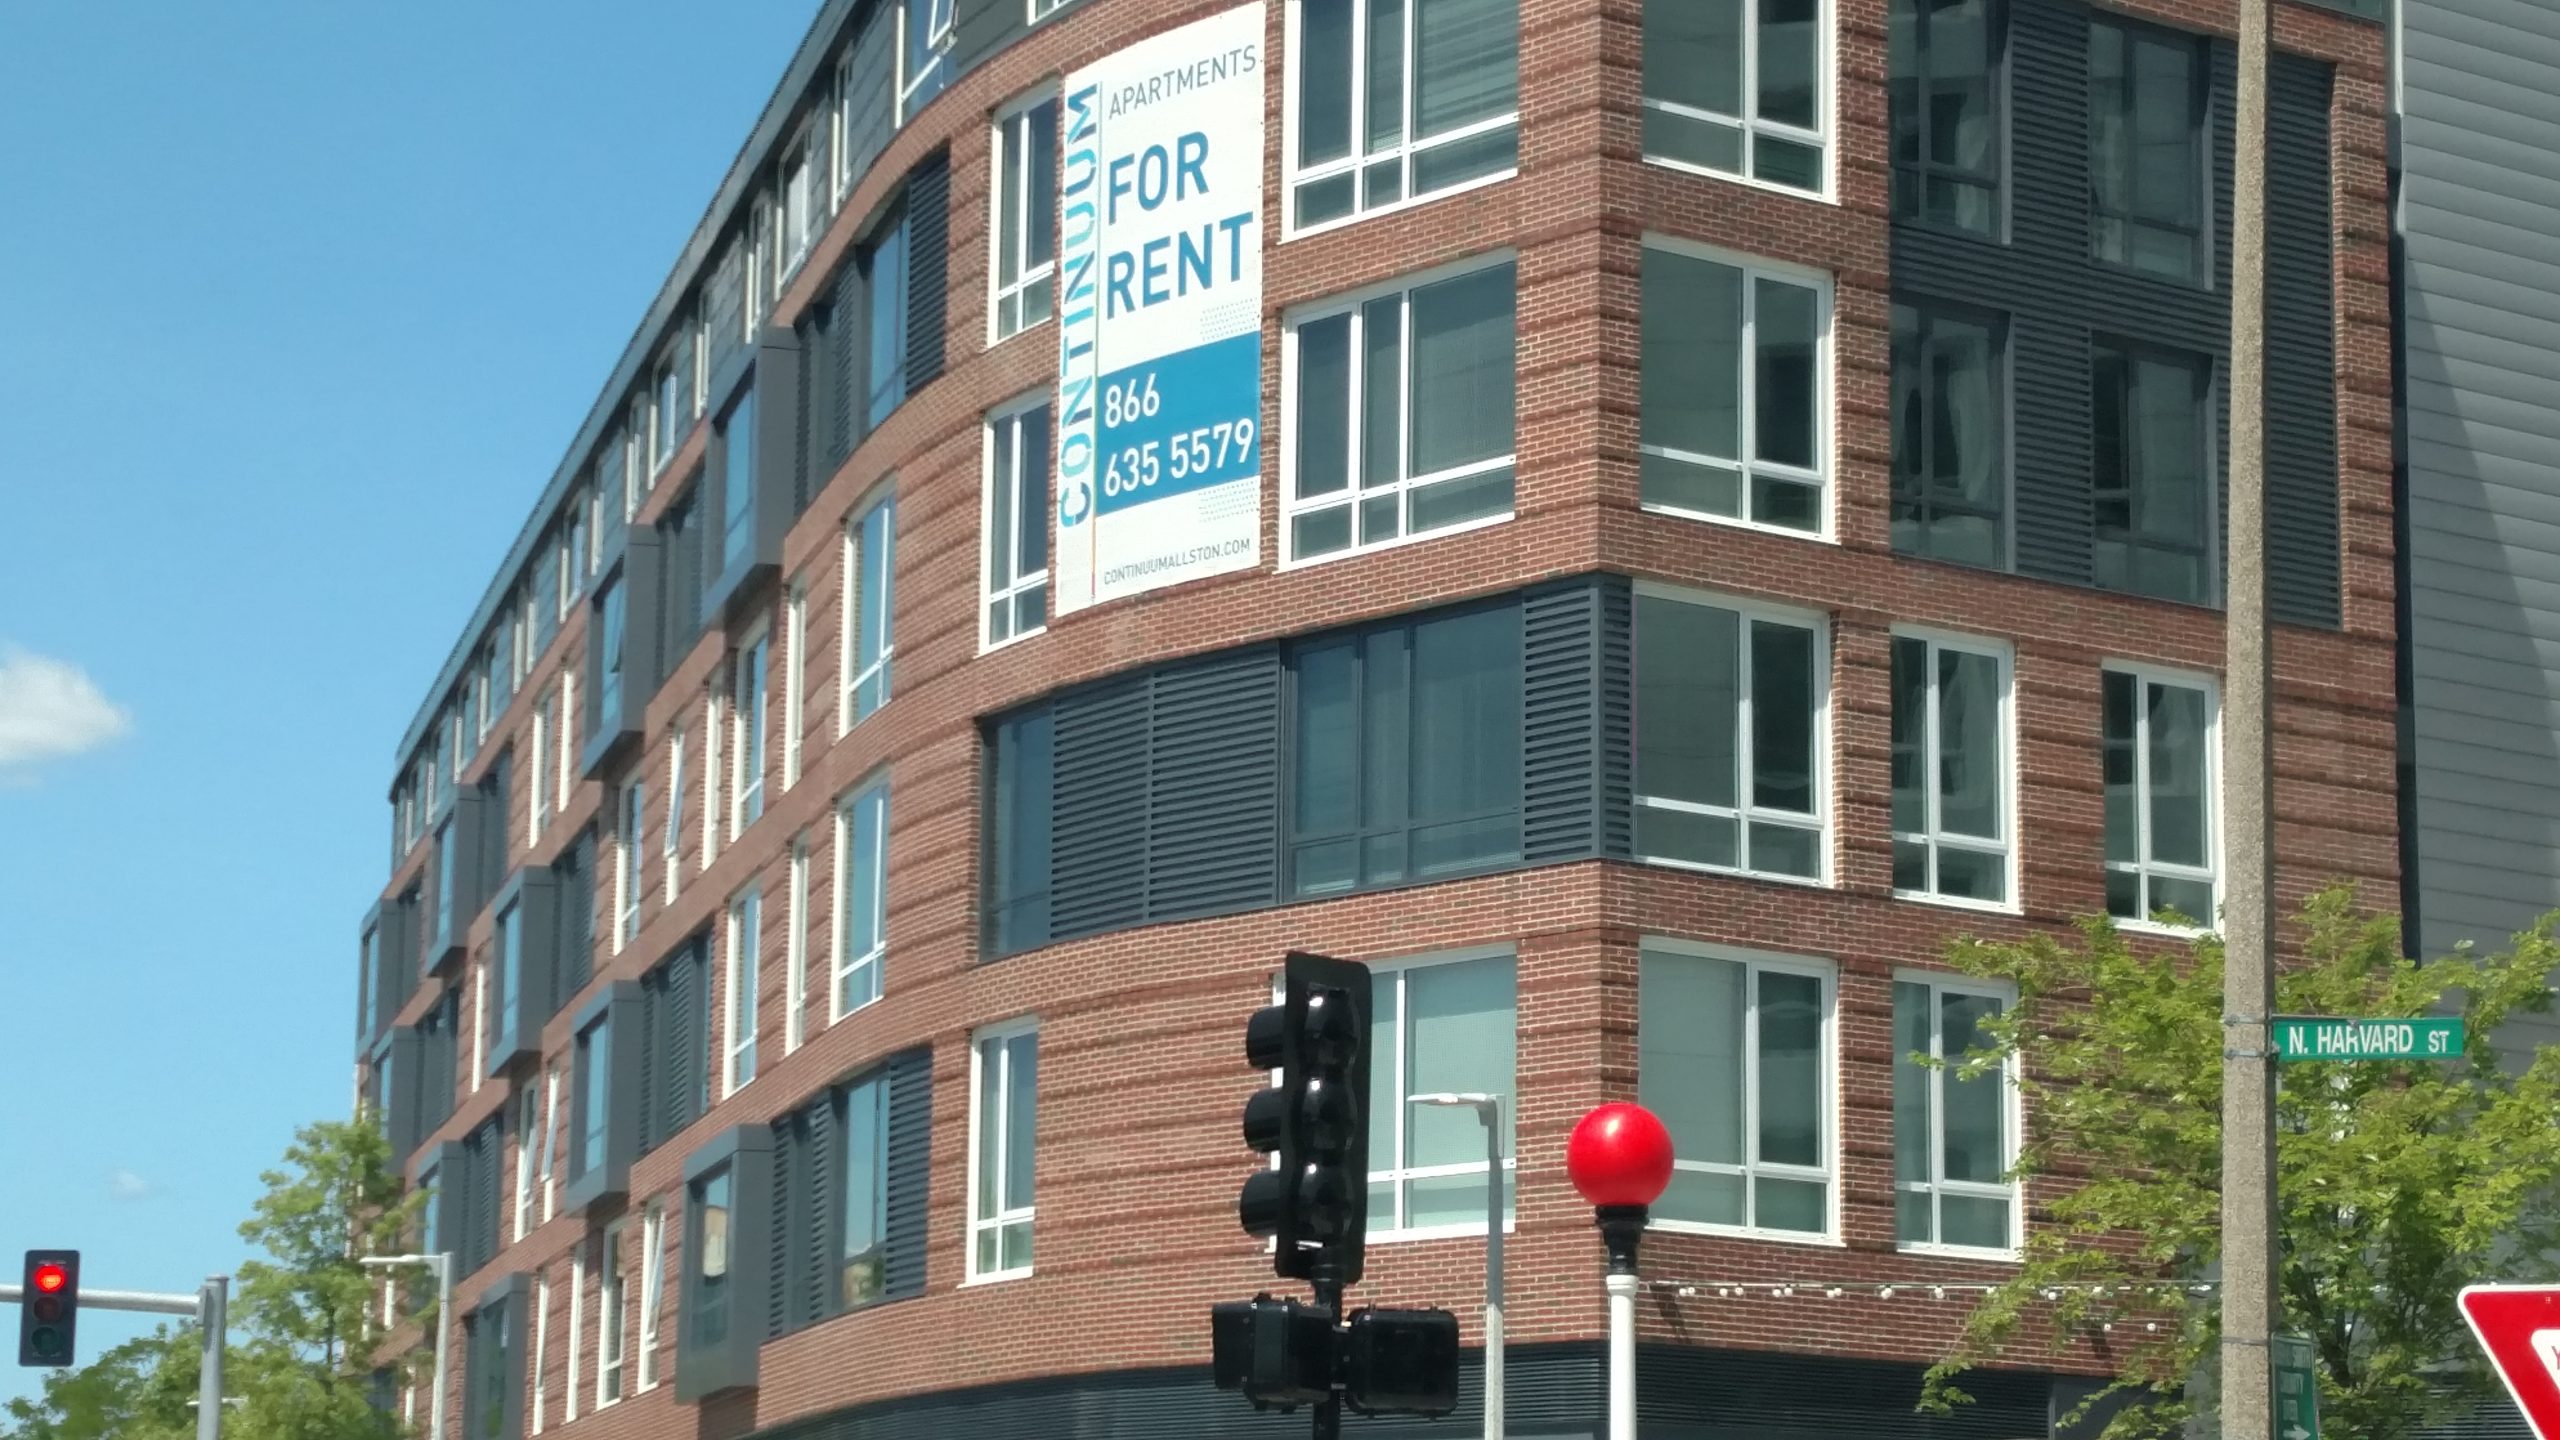 CONTINUUM
APARTMENTS
FOR
RENT
866
635 5579
CONTINUUMALLSTON.COM
N. HARVARD ST